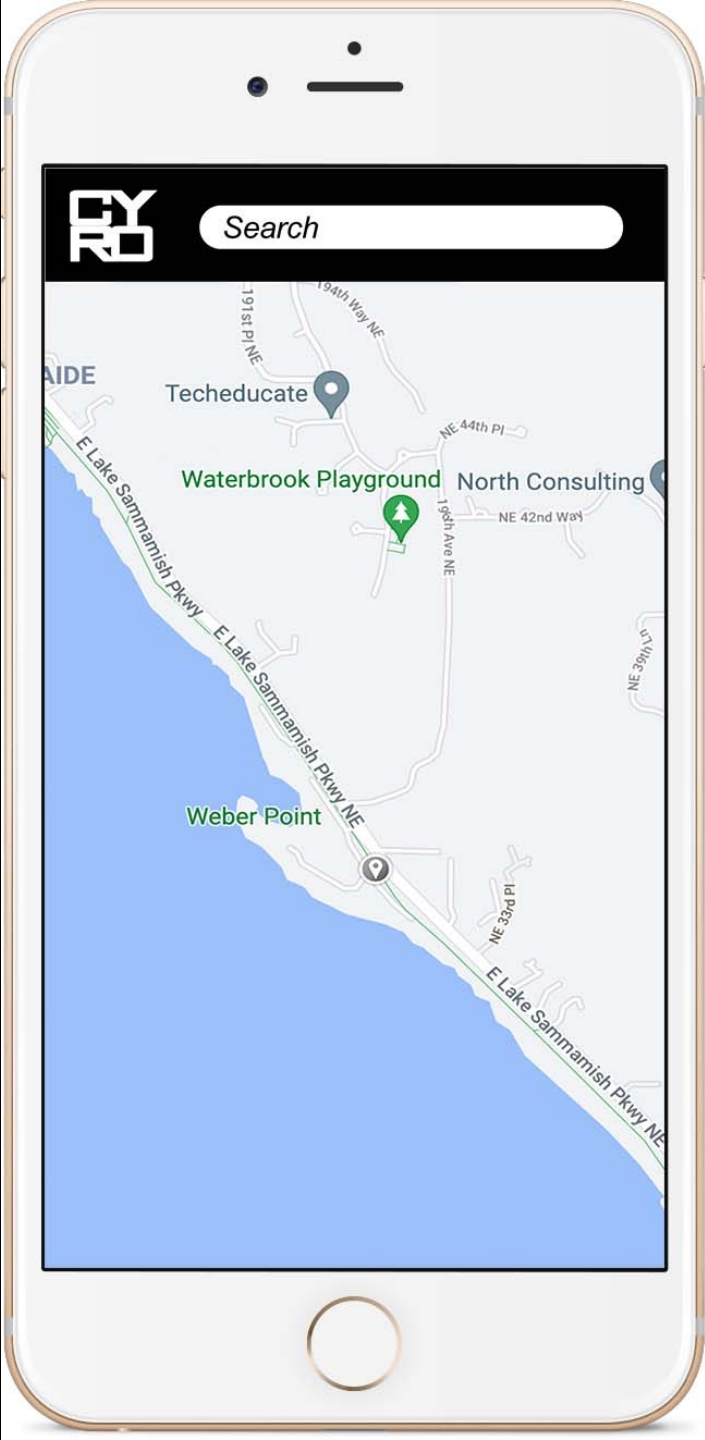 CY
RO
Search
194th Way NE
191st Pl NE
AIDE
Techeducate
NE 44th Pl
E Lake Sammamish Pkwy
Waterbrook Playground
North Consulting
196th Ave NE
NE 42nd Way
E Lake Sammamish Pkwy NE
NE 39th Ln
Weber Point
NE 33rd Pl
E Lake Sammamish Pkwy NE